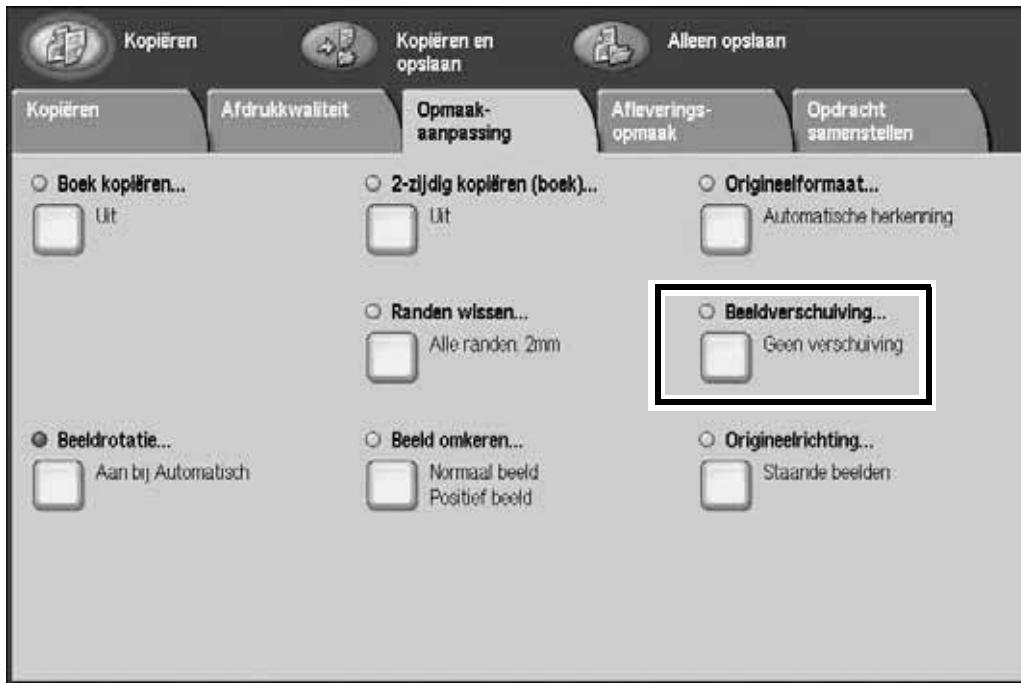 Kopiëren
Kopiëren en
opslaan
Alleen opslaan
Kopiëren
Afdrukkwaliteit
Opmaak-
aanpassing
Afleverings-
opmaak
Opdracht
samenstellen
Boek kopiëren...
Uit
2-zijdig kopiëren (boek)...
Uit
Origineelformaat...
Automatische herkenning
Randen wissen...
Alle randen: 2mm
Beeldverschuiving...
Geen verschuiving
Beeldrotatie...
Aan bij Automatisch
Beeld omkeren...
Normaal beeld
Positief beeld
Origineelrichting...
Staande beelden